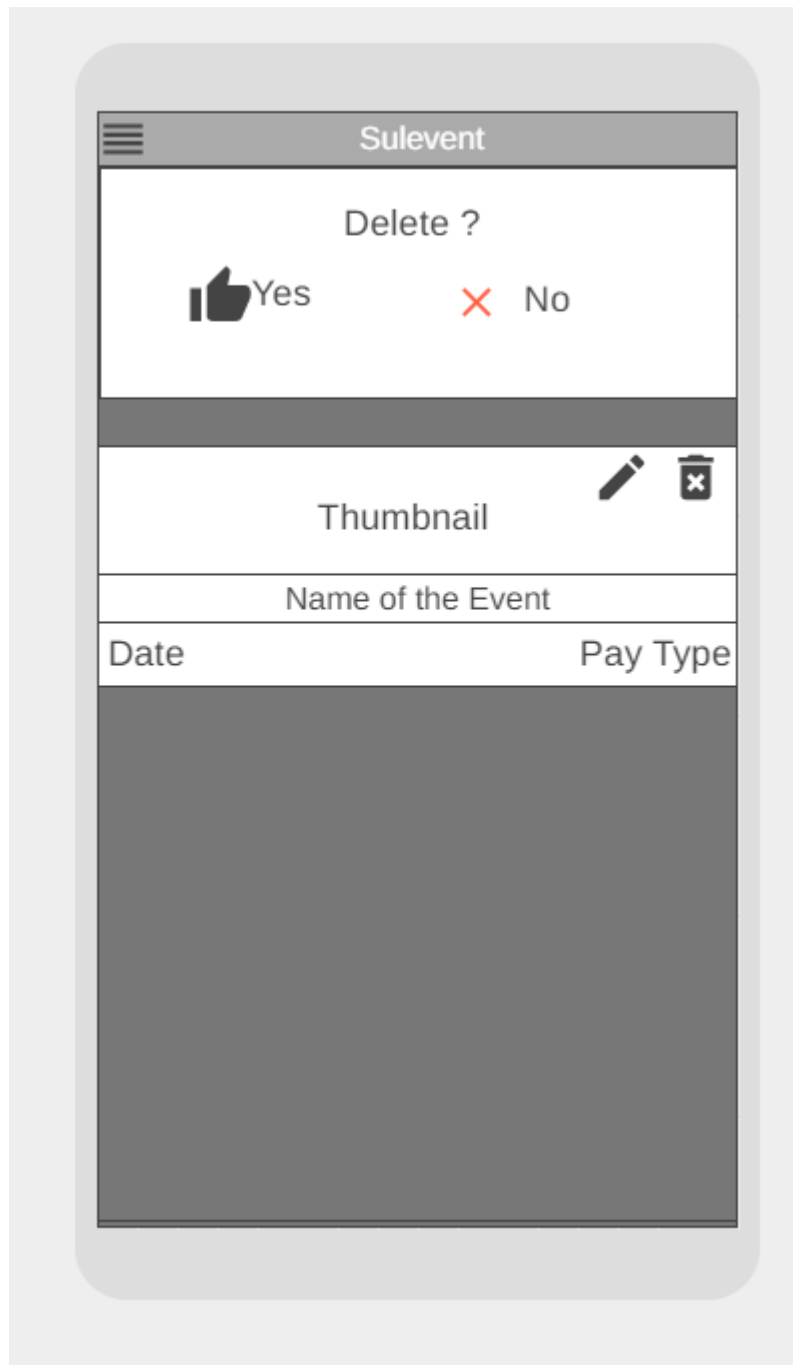 Sulevent
Delete ?
Yes
No
Thumbnail
Name of the Event
Date
Pay Type